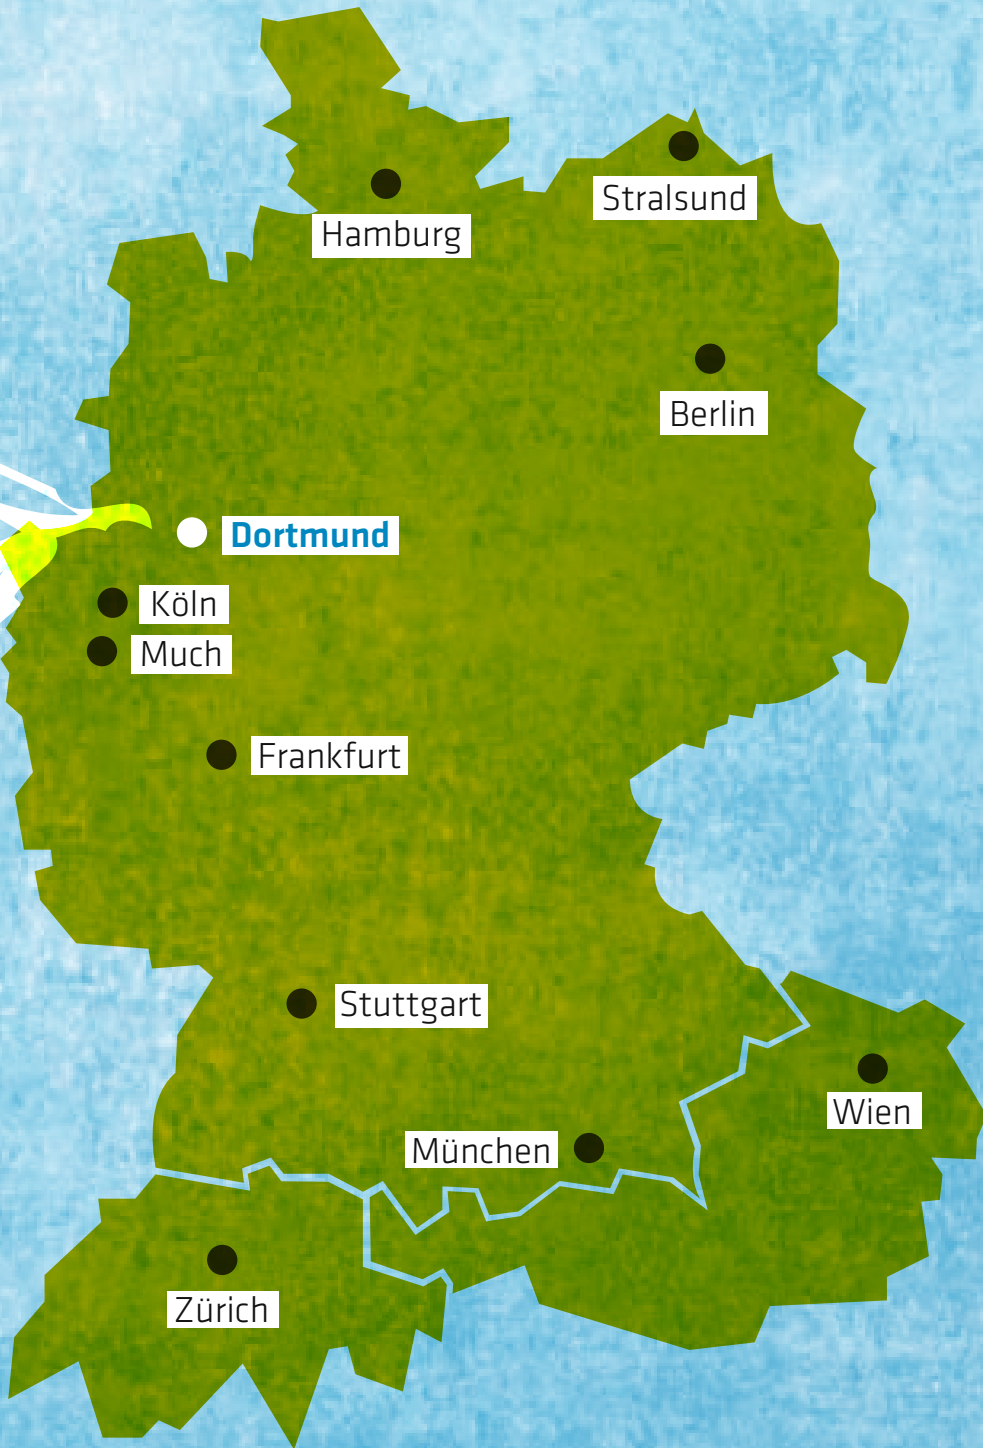 Stralsund
Hamburg
Berlin
Dortmund
Köln
Much
Frankfurt
Stuttgart
Wien
München
Zürich